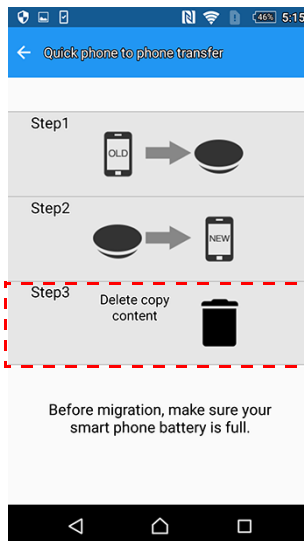 46% 5:15
Quick phone to phone transfer
Step1
OLD
Step2
NEW
Step3
Delete copy
content
Before migration, make sure your
smart phone battery is full.